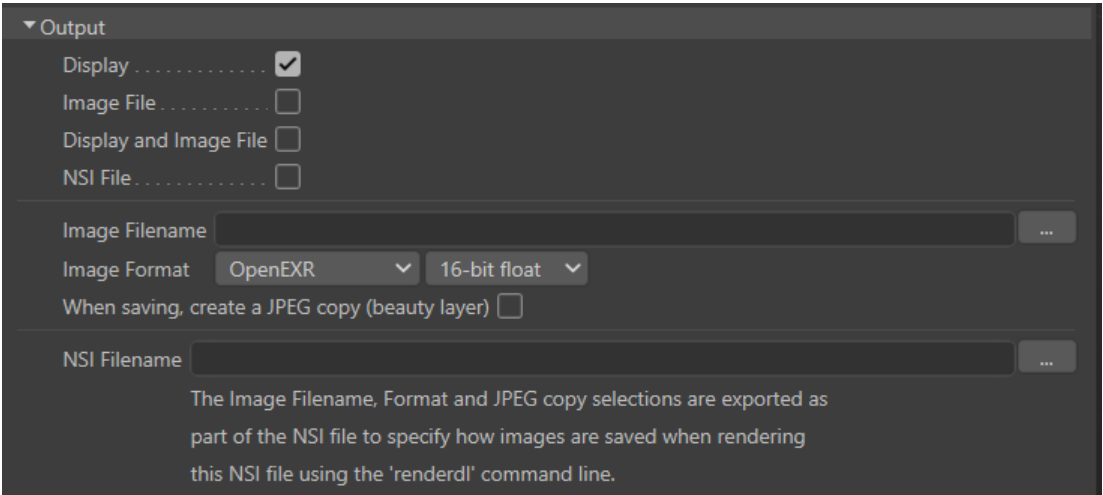 Output
Display . . . . . . . . . . . . .
Image File . . . . . . . . . . .
Display and Image File
NSI File . . . . . . . . . . . . .
Image Filename ...
Image Format OpenEXR 16-bit float
When saving, create a JPEG copy (beauty layer)
NSI Filename ...
The Image Filename, Format and JPEG copy selections are exported as
part of the NSI file to specify how images are saved when rendering
this NSI file using the 'renderdl' command line.